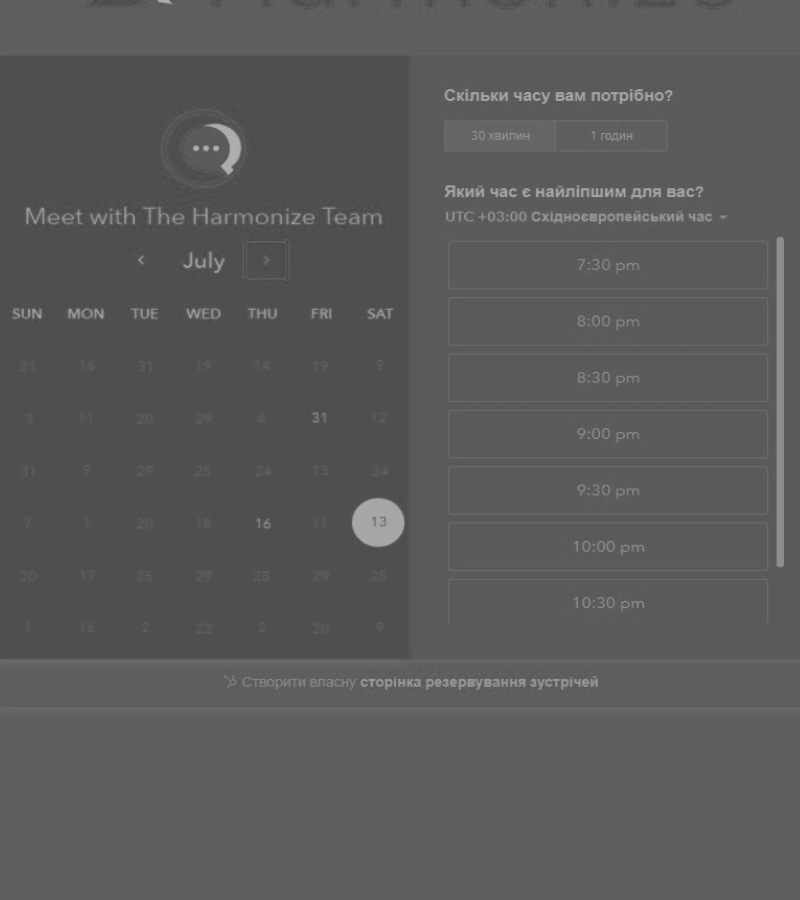 Harmonize
Meet with The Harmonize Team
July
SUN MON TUE WED THU FRI SAT
21 16 31 19 14 19 9
3 11 20 29 6 31 12
31 9 29 25 24 13 24
7 1 20 18 16 11 13
20 17 25 29 28 29 25
1 16 2 22 2 20 9
Скільки часу вам потрібно?
30 хвилин 1 годин
Який час є найліпшим для вас?
UTC +03:00 Східноєвропейський час
7:30 pm
8:00 pm
8:30 pm
9:00 pm
9:30 pm
10:00 pm
10:30 pm
Створити власну сторінка резервування зустрічей